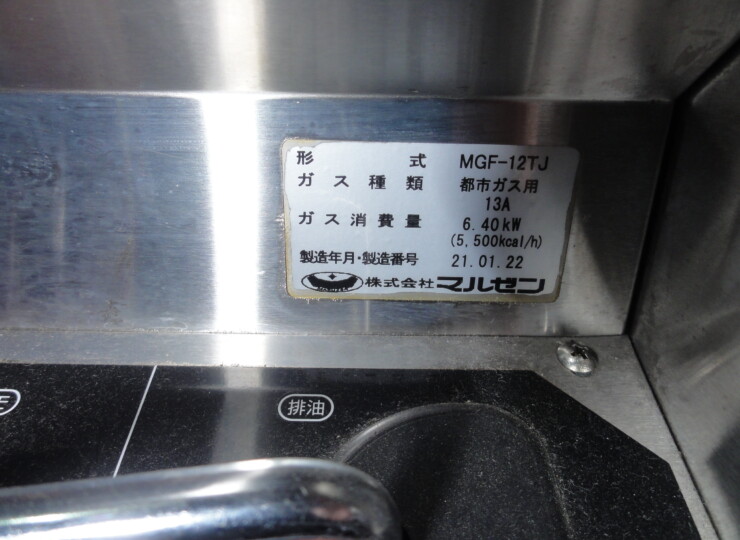 形式 MGF-12TJ
ガス種類 都市ガス用
13A
ガス消費量 6.40kW
(5,500kcal/h)
製造年月・製造番号 21.01.22
株式会社 マルゼン
排油